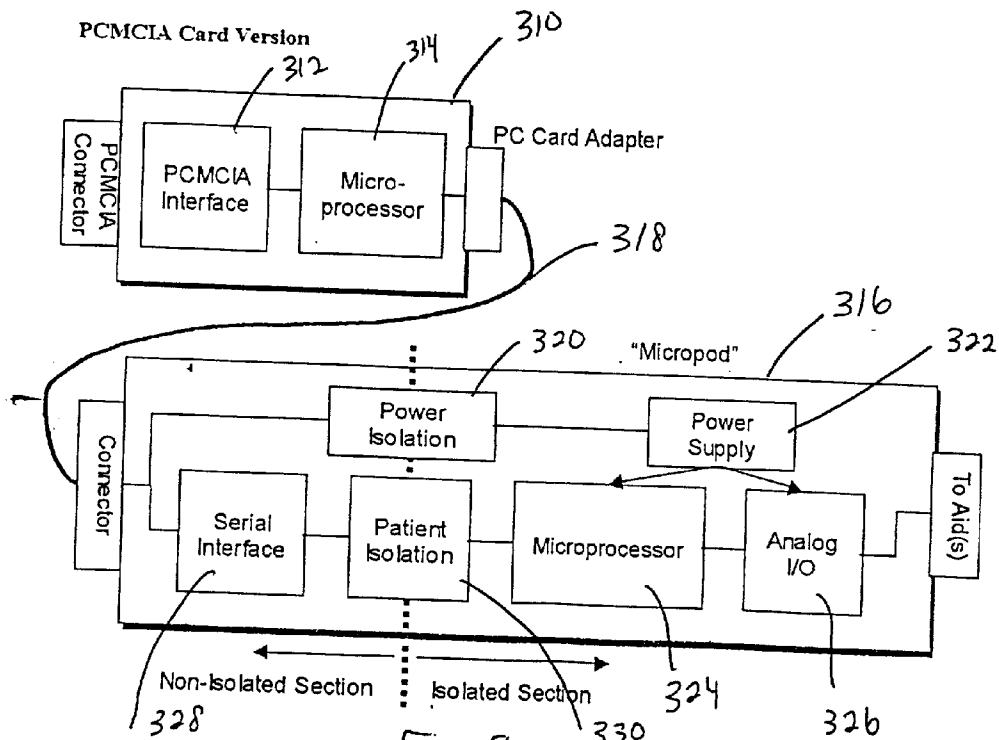 PCMCIA Card Version
310
312
314
PCMCIA
Connector
PCMCIA
Interface
Micro-
processor
PC Card Adapter
318
316
320
"Micropod"
322
Connector
Power
Isolation
Power
Supply
Serial
Interface
Patient
Isolation
Microprocessor
Analog
I/O
To Aid(s)
Non-Isolated Section
Isolated Section
328
330
324
326